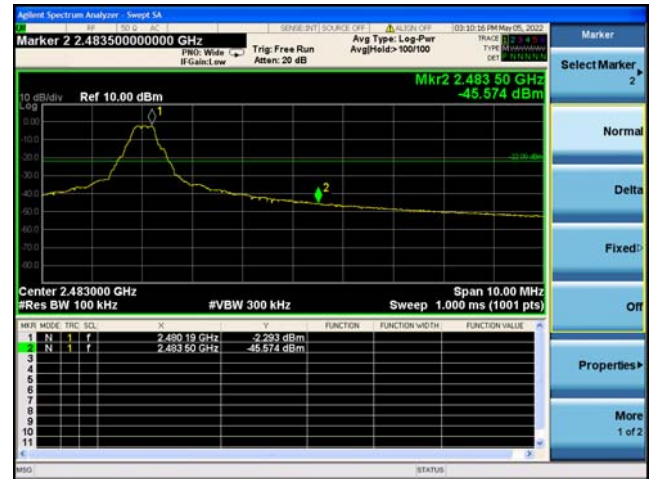 Agilent Spectrum Analyzer - Swept SA
RF 50 Ω AC SENSE:INT SOURCE OFF ALIGN OFF 03:10:16 PM May 05, 2022
Marker 2 2.483500000000 GHz
PNO: Wide
IFGain:Low
Trig: Free Run
Atten: 20 dB
Avg Type: Log-Pwr
Avg|Hold:>100/100
TRACE 1 2 3 4 5 6
TYPE
DET P N N N N N
Mkr2 2.483 50 GHz
-45.574 dBm
10 dB/div Ref 10.00 dBm
Log
0.00
-10.0
-20.0
-30.0
-40.0
-50.0
-60.0
-70.0
-80.0
1
-22.00 dBm
2
Center 2.483000 GHz Span 10.00 MHz
#Res BW 100 kHz #VBW 300 kHz Sweep 1.000 ms (1001 pts)
MKR MODE TRC SCL X Y FUNCTION FUNCTION WIDTH FUNCTION VALUE
1 N 1 f 2.480 19 GHz -2.293 dBm
2 N 1 f 2.483 50 GHz -45.574 dBm
3
4
5
6
7
8
9
10
11
MSG STATUS
Marker
Select Marker
2
Normal
Delta
Fixed
Off
Properties
More
1 of 2